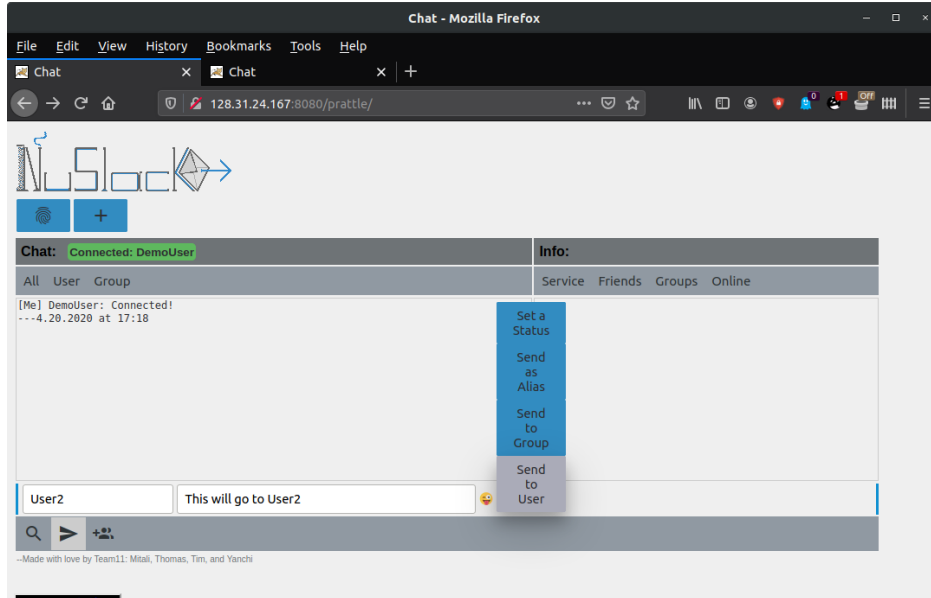 Chat - Mozilla Firefox
File Edit View History Bookmarks Tools Help
Chat Chat
128.31.24.167:8080/prattle/
0 1 Off
NuSlack
Chat: Connected: DemoUser Info:
All User Group Service Friends Groups Online
[Me] DemoUser: Connected!
---4.20.2020 at 17:18
Set a
Status
Send
as
Alias
Send
to
Group
Send
to
User
User2 This will go to User2
--Made with love by Team11: Mitali, Thomas, Tim, and Yanchi